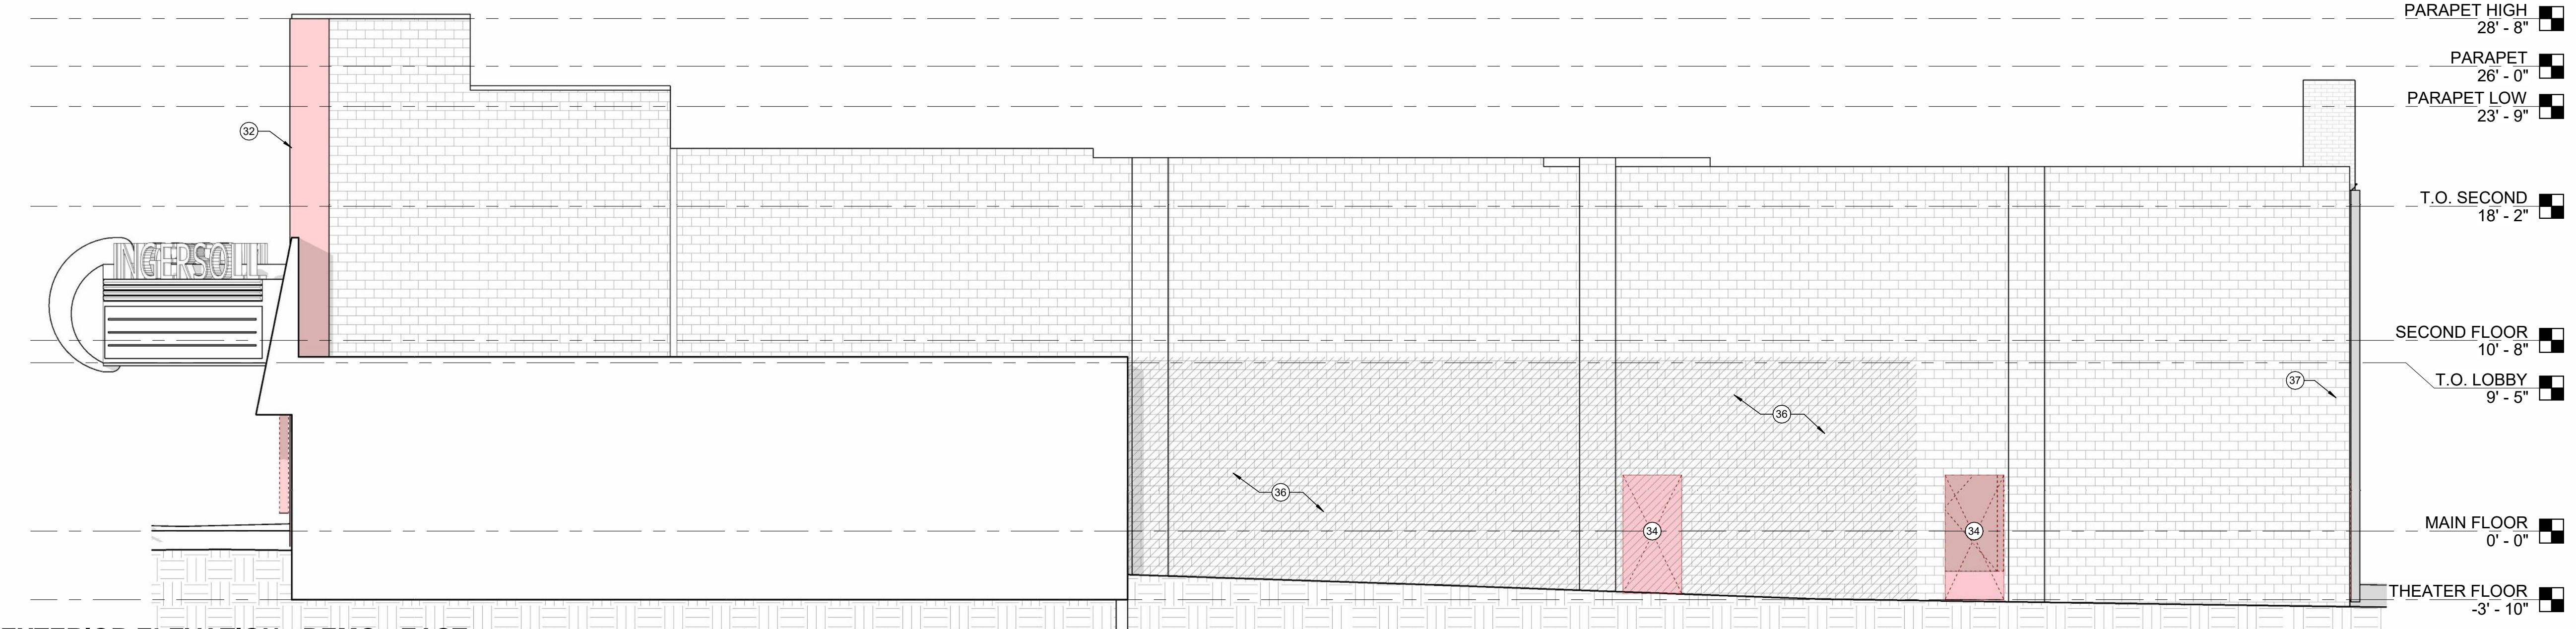 PARAPET HIGH
28' - 8"
PARAPET
26' - 0"
PARAPET LOW
23' - 9"
32
T.O. SECOND
18' - 2"
INGERSOLL
SECOND FLOOR
10' - 8"
T.O. LOBBY
9' - 5"
37
36
36
34
34
MAIN FLOOR
0' - 0"
THEATER FLOOR
-3' - 10"